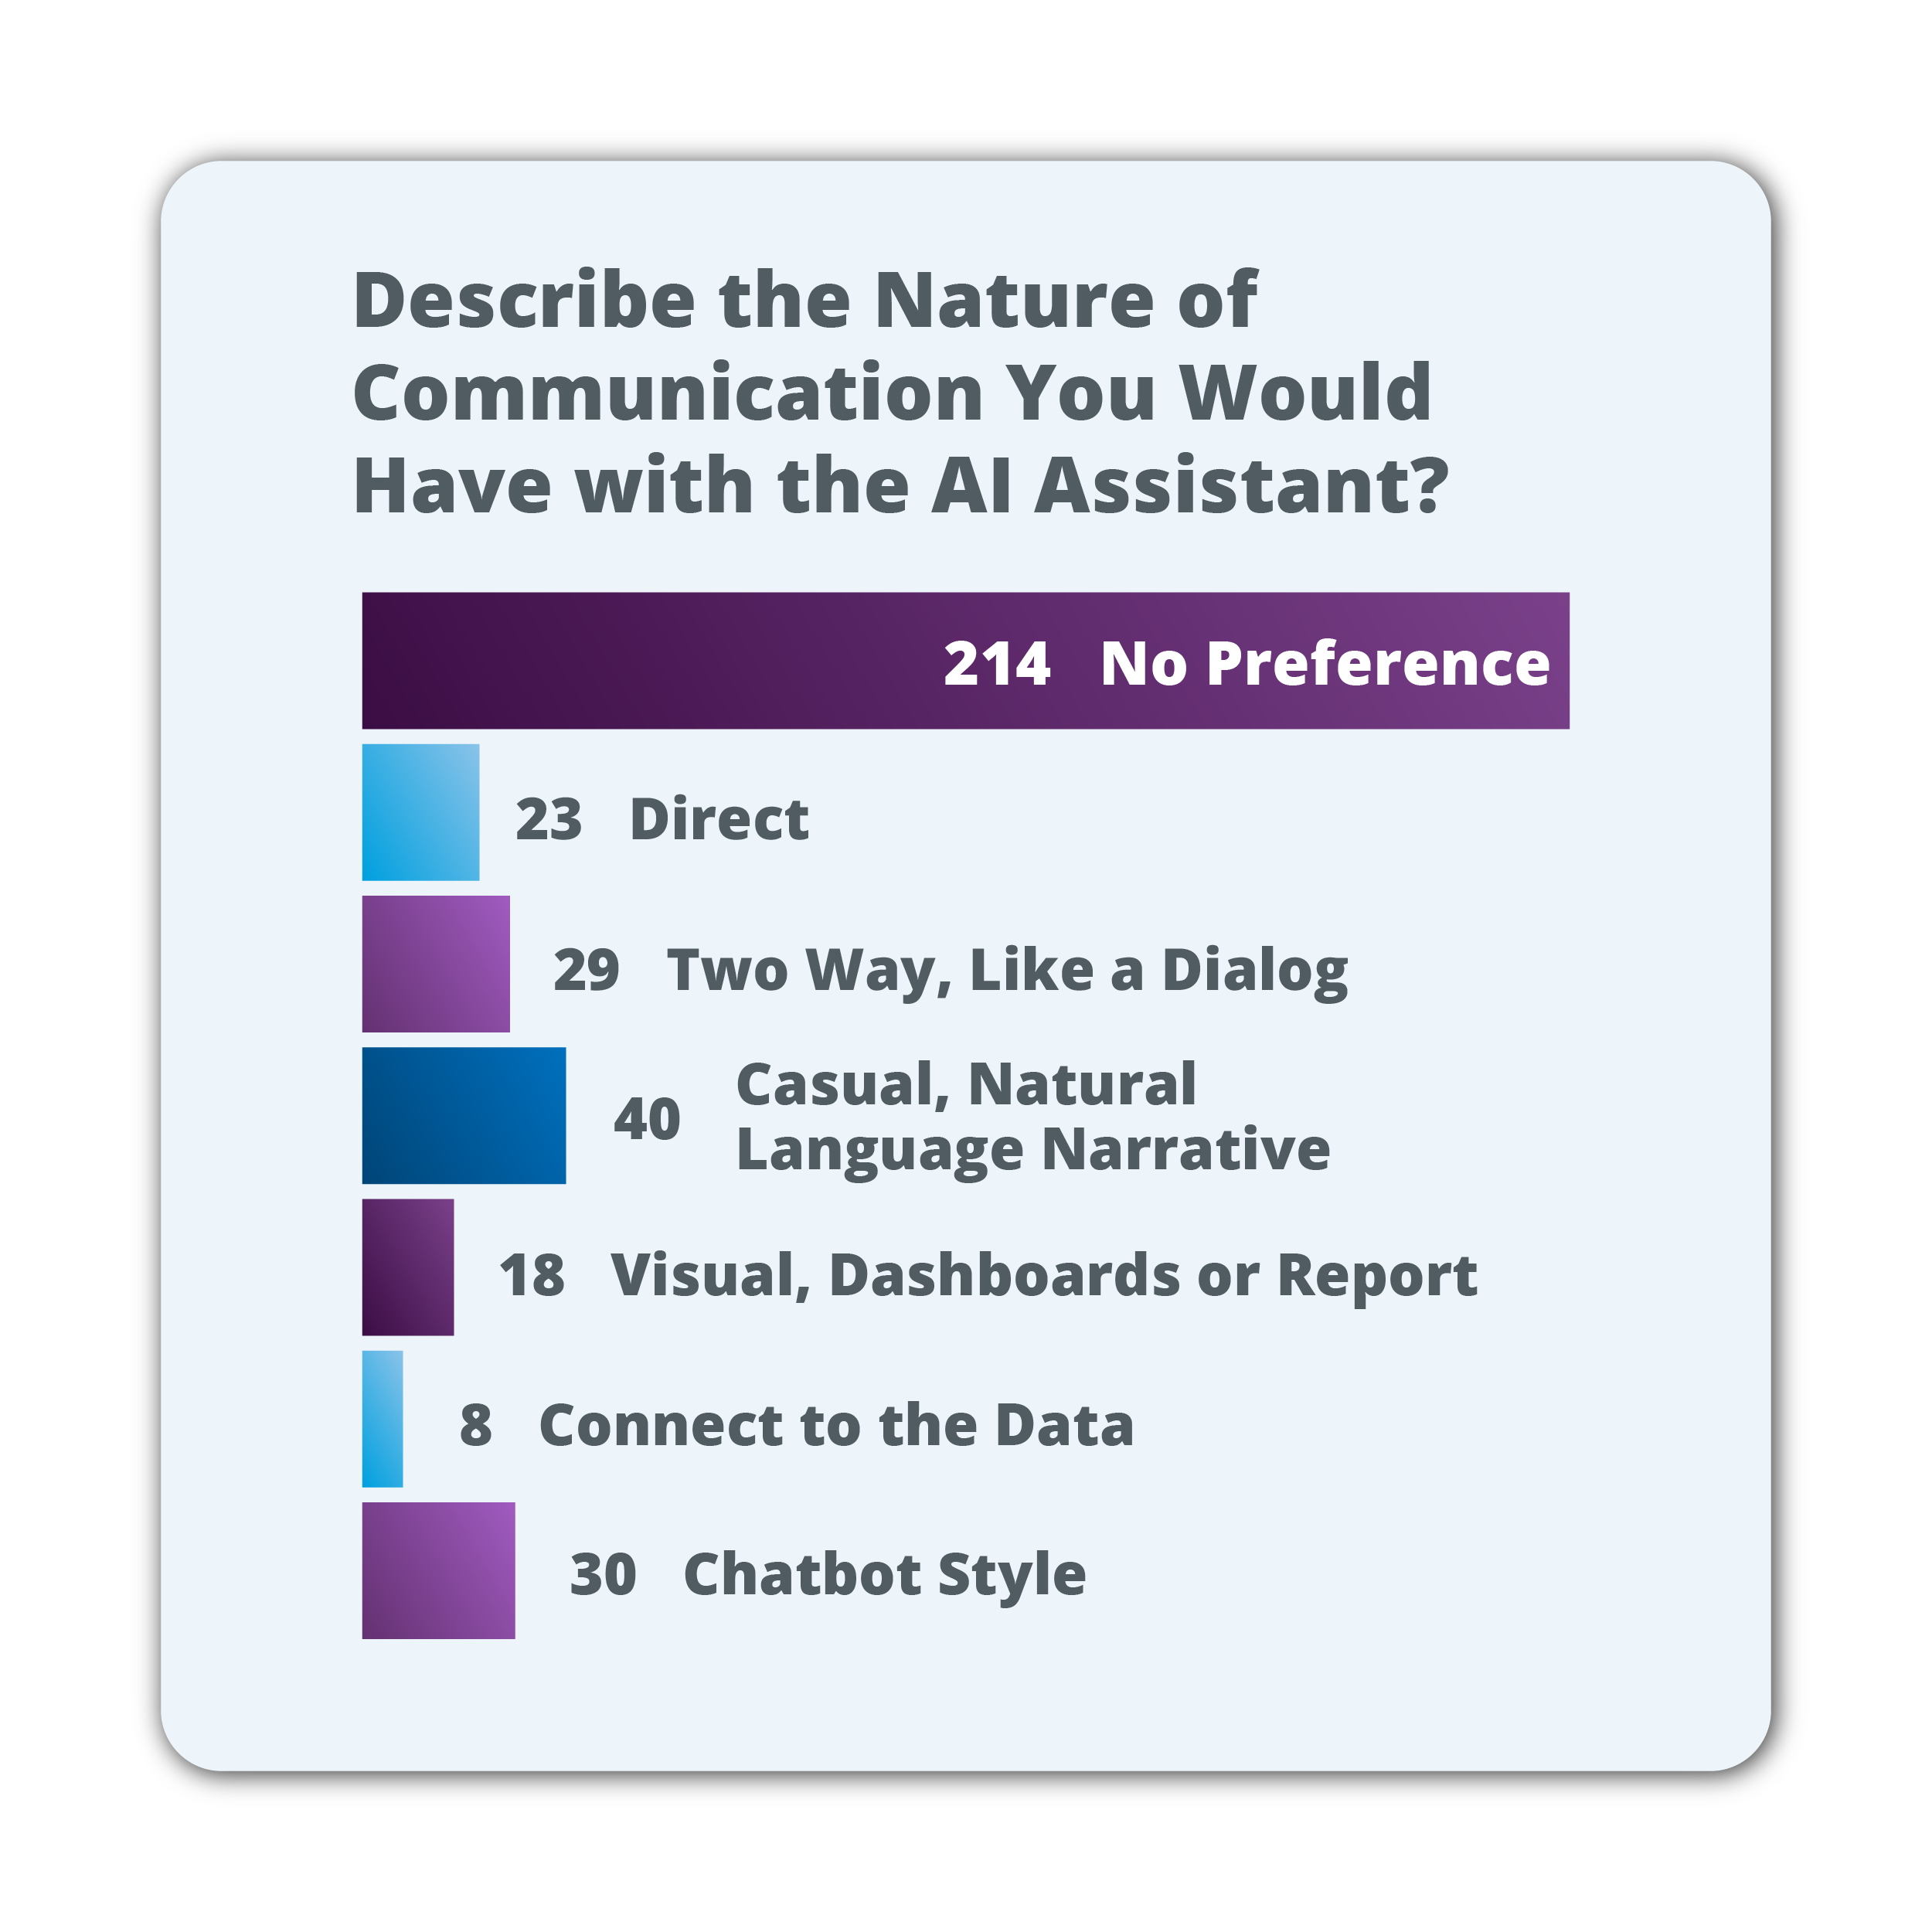 Describe the Nature of
Communication You Would
Have with the AI Assistant?
214 No Preference
23 Direct
29 Two Way, Like a Dialog
40 Casual, Natural
Language Narrative
18 Visual, Dashboards or Report
8 Connect to the Data
30 Chatbot Style